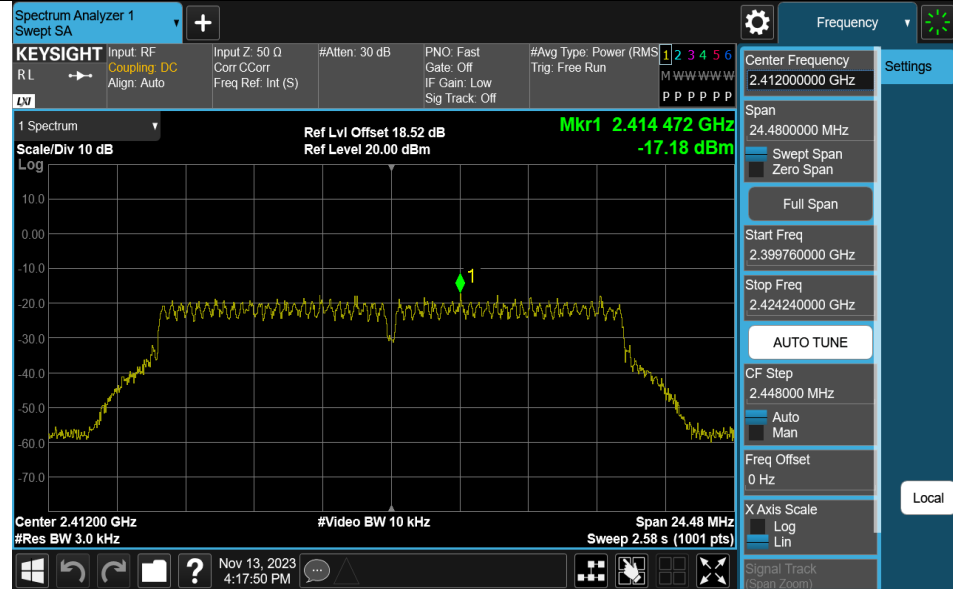 Spectrum Analyzer 1
Swept SA
+
Frequency
KEYSIGHT
RL
LXI
Input: RF
Coupling: DC
Align: Auto
Input Z: 50 Ω
Corr CCorr
Freq Ref: Int (S)
#Atten: 30 dB
PNO: Fast
Gate: Off
IF Gain: Low
Sig Track: Off
#Avg Type: Power (RMS
Trig: Free Run
1 2 3 4 5 6
M W W W W W
P P P P P P
1 Spectrum
Scale/Div 10 dB
Log
Ref Lvl Offset 18.52 dB
Ref Level 20.00 dBm
Mkr1 2.414 472 GHz
-17.18 dBm
10.0
0.00
-10.0
-20.0
-30.0
-40.0
-50.0
-60.0
-70.0
1
Center 2.41200 GHz
#Res BW 3.0 kHz
#Video BW 10 kHz
Span 24.48 MHz
Sweep 2.58 s (1001 pts)
Center Frequency
2.412000000 GHz
Span
24.4800000 MHz
Swept Span
Zero Span
Full Span
Start Freq
2.399760000 GHz
Stop Freq
2.424240000 GHz
AUTO TUNE
CF Step
2.448000 MHz
Auto
Man
Freq Offset
0 Hz
X Axis Scale
Log
Lin
Signal Track
(Span Zoom)
Settings
Local
?
Nov 13, 2023
4:17:50 PM